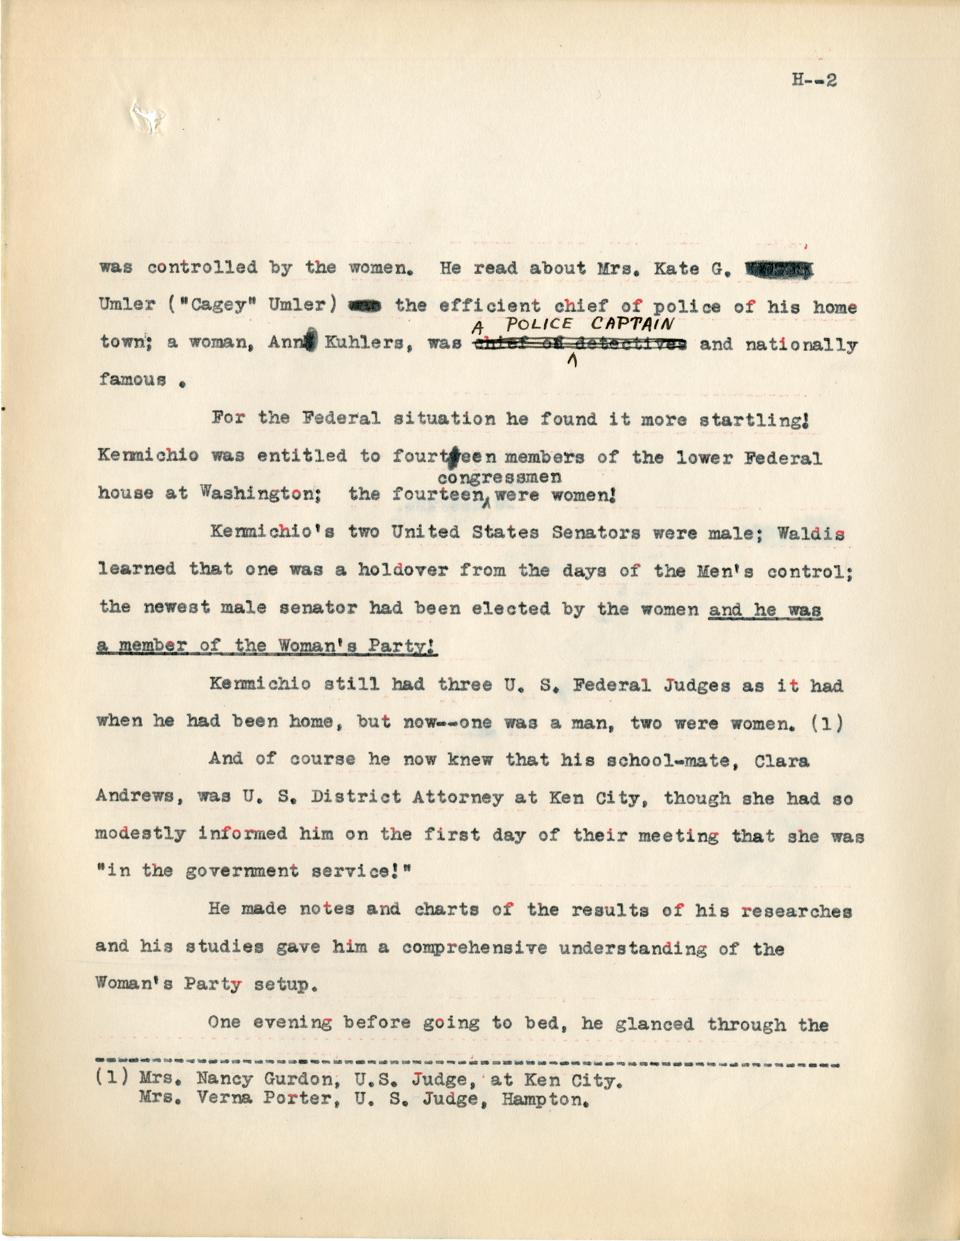 H--2
was controlled by the women. He read about Mrs. Kate G.
Umler ("Cagey" Umler) the efficient chief of police of his home
A POLICE CAPTAIN
town; a woman, Ann Kuhlers, was chief of detectives and nationally
famous .
For the Federal situation he found it more startling!
Kenmichio was entitled to fourteen members of the lower Federal
congressmen
house at Washington; the fourteen were women!
Kenmichio's two United States Senators were male; Waldis
learned that one was a holdover from the days of the Men's control;
the newest male senator had been elected by the women and he was
a member of the Woman's Party!
Kenmichio still had three U. S. Federal Judges as it had
when he had been home, but now--one was a man, two were women. (1)
And of course he now knew that his school-mate, Clara
Andrews, was U. S. District Attorney at Ken City, though she had so
modestly informed him on the first day of their meeting that she was
"in the government service!"
He made notes and charts of the results of his researches
and his studies gave him a comprehensive understanding of the
Woman's Party setup.
One evening before going to bed, he glanced through the
(1) Mrs. Nancy Gurdon, U.S. Judge, at Ken City.
Mrs. Verna Porter, U. S. Judge, Hampton.